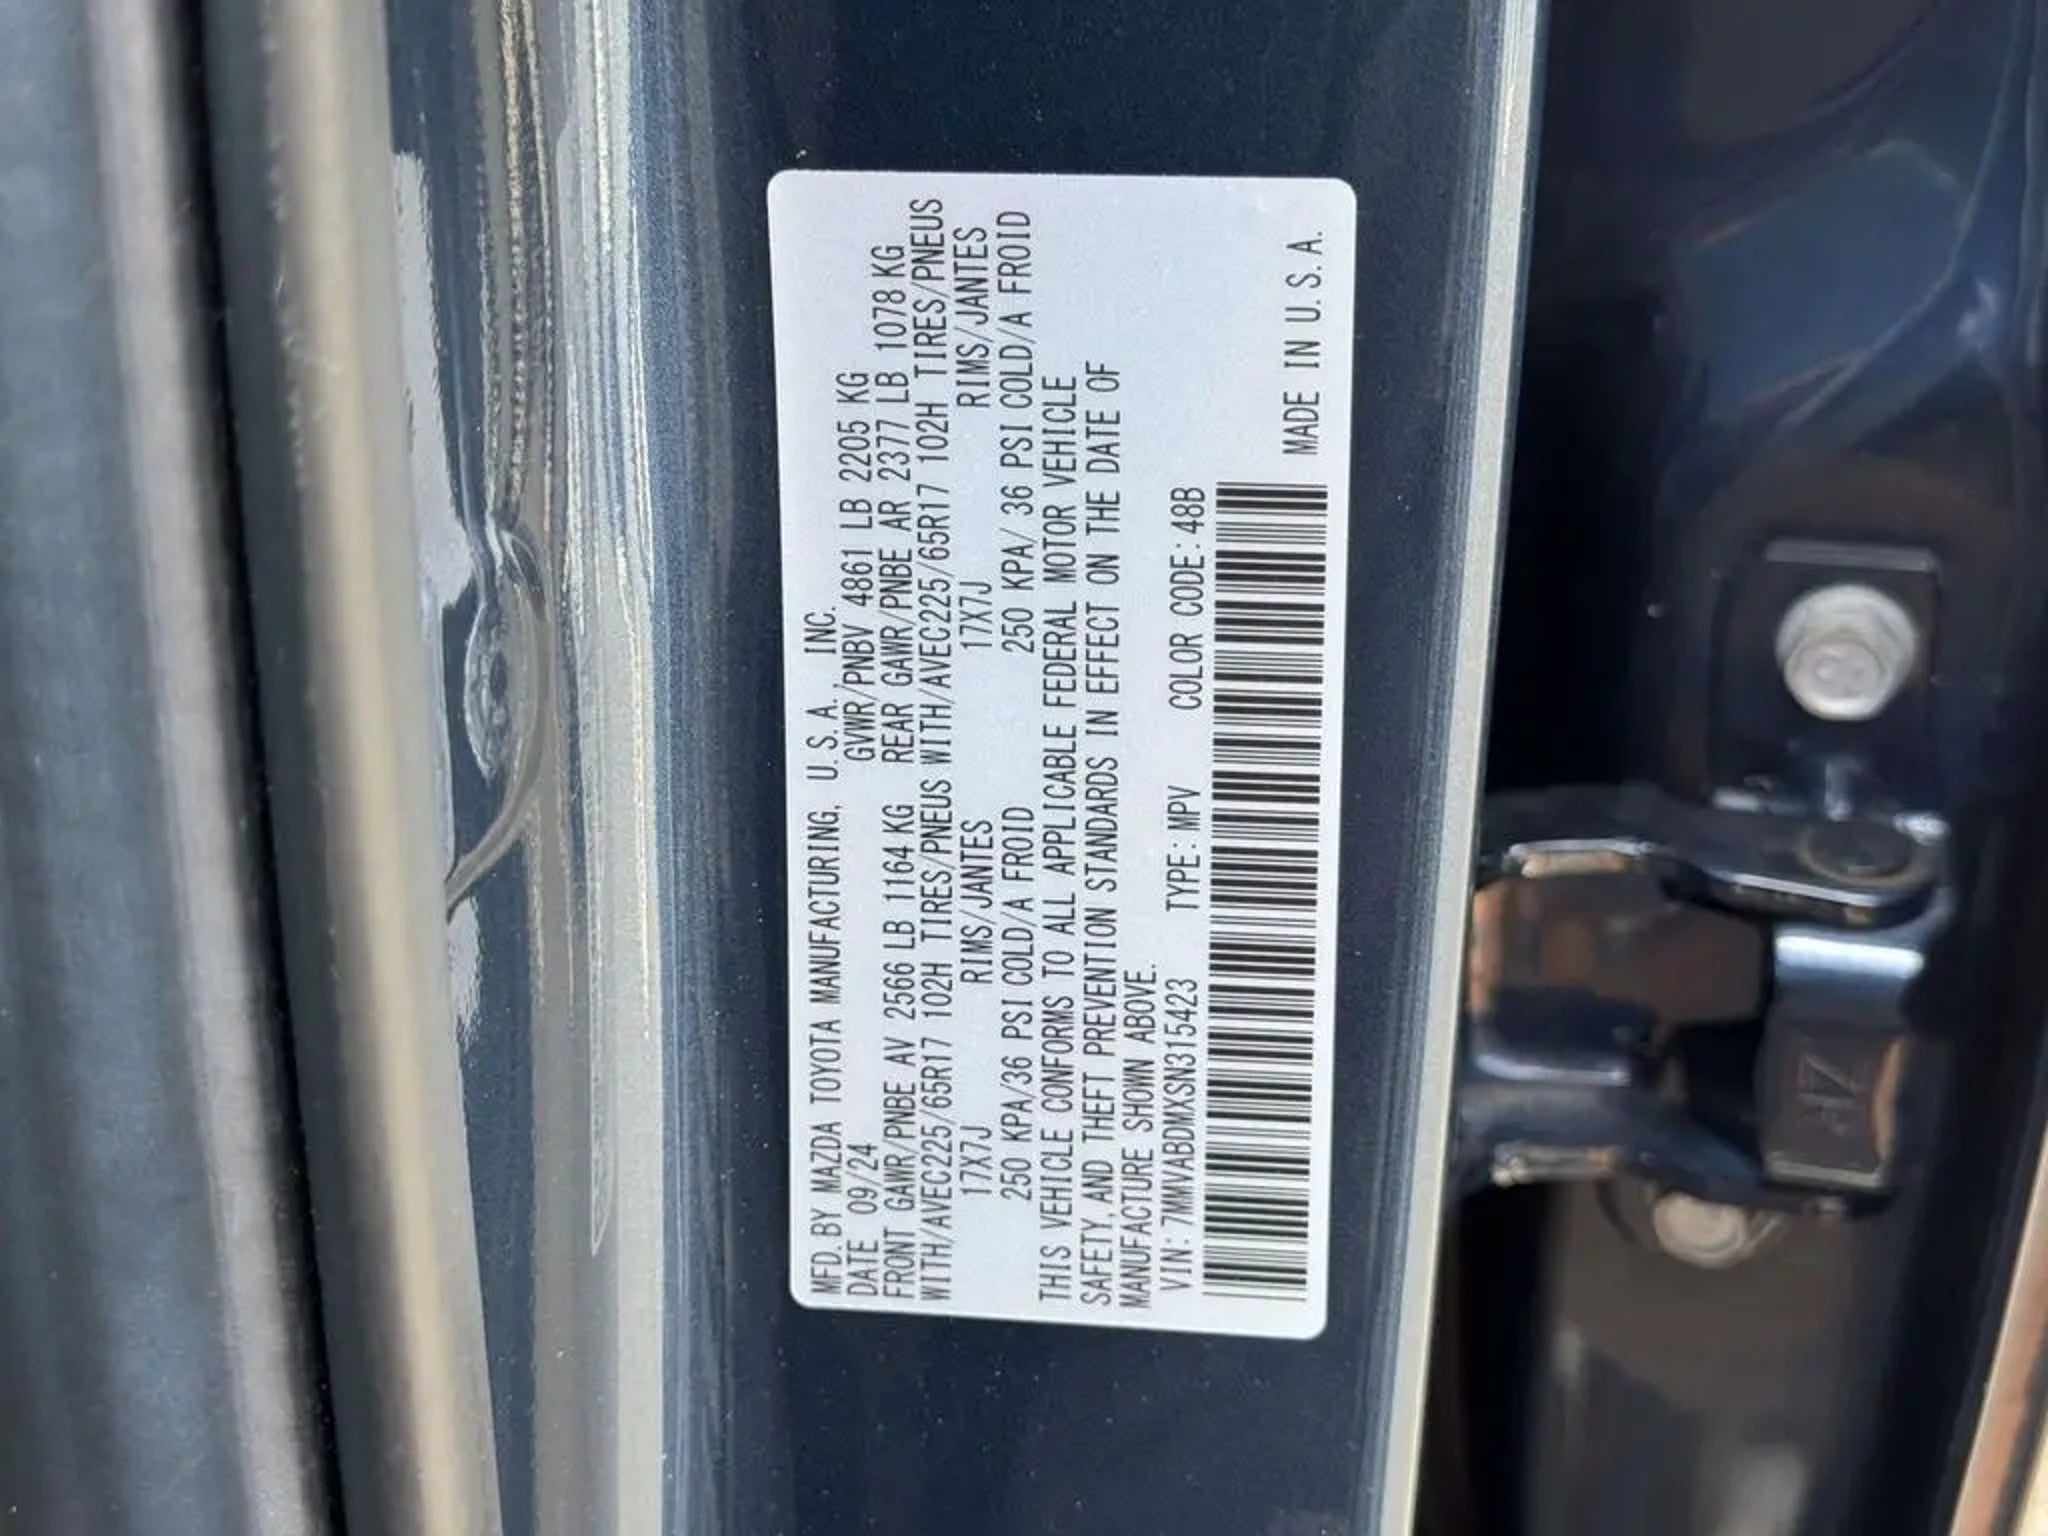 MFD. BY MAZDA TOYOTA MANUFACTURING, U.S.A., INC.
DATE 09/24 GVWR/PNBV 4861 LB 2205 KG
FRONT GAWR/PNBE AV 2566 LB 1164 KG REAR GAWR/PNBE AR 2377 LB 1078 KG
WITH/AVEC225/65R17 102H TIRES/PNEUS WITH/AVEC225/65R17 102H TIRES/PNEUS
17X7J RIMS/JANTES 17X7J RIMS/JANTES
250 KPA/36 PSI COLD/A FROID 250 KPA/ 36 PSI COLD/A FROID
THIS VEHICLE CONFORMS TO ALL APPLICABLE FEDERAL MOTOR VEHICLE
SAFETY, AND THEFT PREVENTION STANDARDS IN EFFECT ON THE DATE OF
MANUFACTURE SHOWN ABOVE.
VIN: 7MMVABDMXSN315423 TYPE: MPV COLOR CODE: 48B
MADE IN U.S.A.